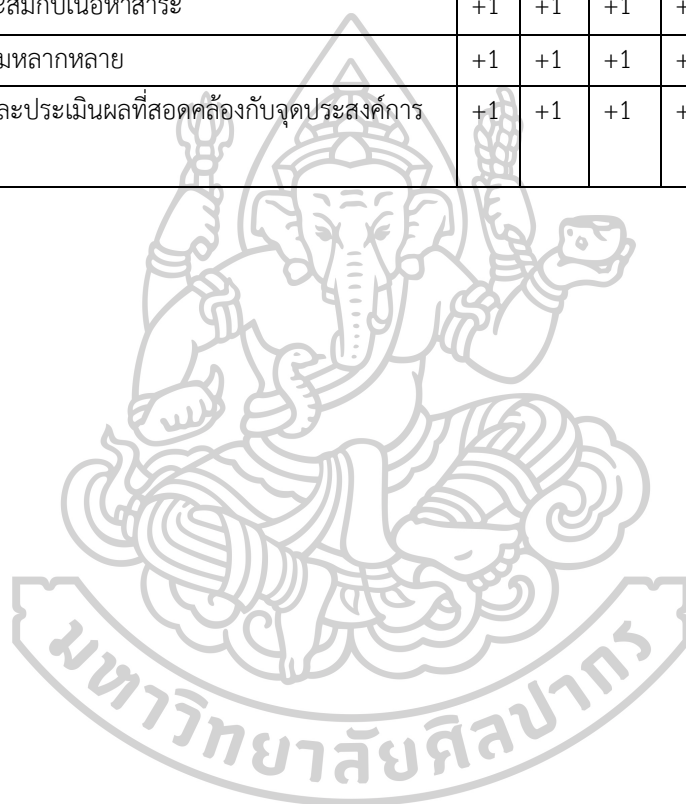 ะสมกับเนื้อหาสาระ +1 +1 +1
มหลากหลาย +1 +1 +1
ละประเมินผลที่สอดคล้องกับจุดประสงค์การ +1 +1 +1
มหาวิทยาลัยศิลปากร